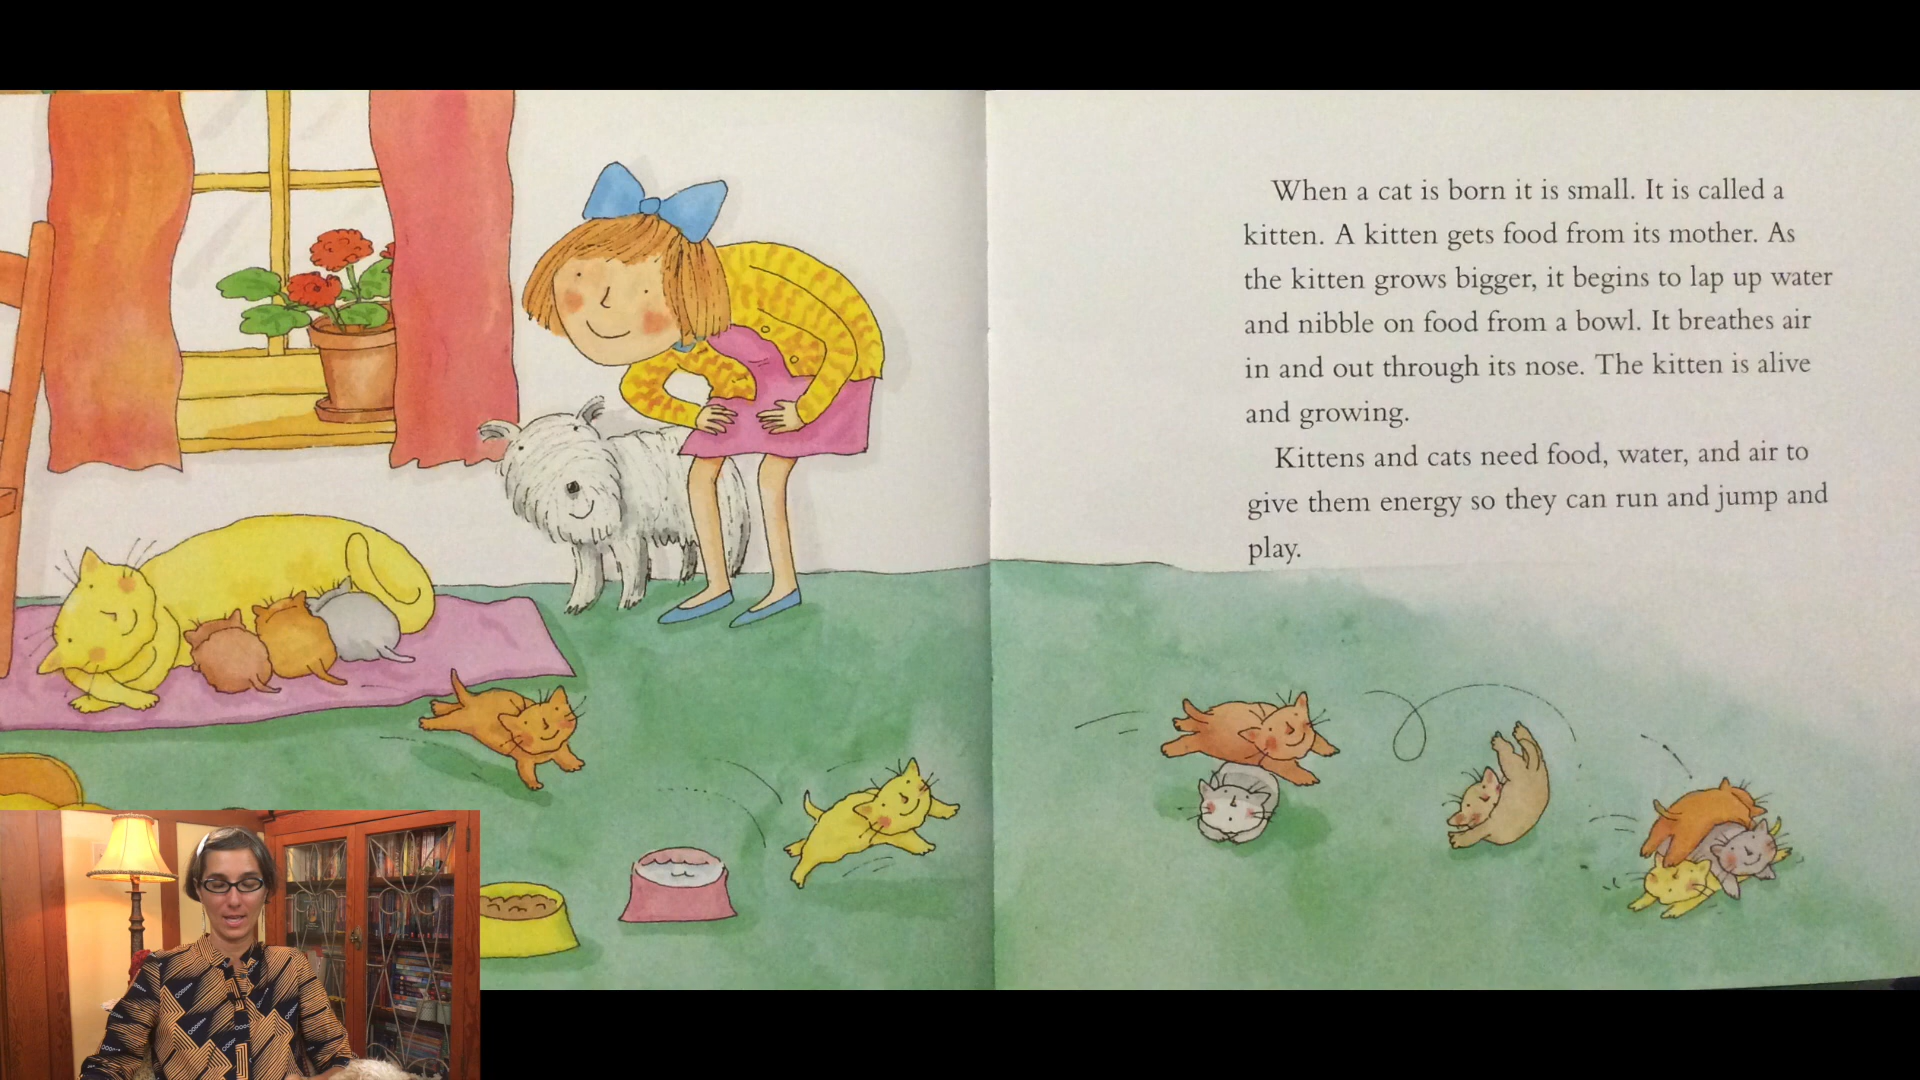 When a cat is born it is small. It is called a
kitten. A kitten gets food from its mother. As
the kitten grows bigger, it begins to lap up water
and nibble on food from a bowl. It breathes air
in and out through its nose. The kitten is alive
and growing.
Kittens and cats need food, water, and air to
give them energy so they can run and jump and
play.